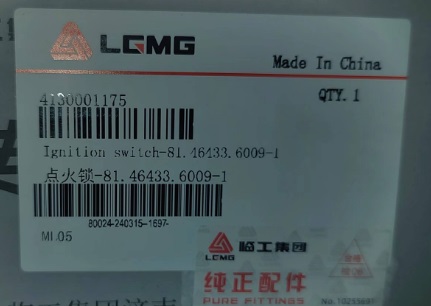 LGMG
Made In China
4130001175
QTY. 1
Ignition switch-81.46433.6009-1
点火锁-81.46433.6009-1
80024-240315-1697-
ML05
LGMG 临工集团
纯正配件
PURE FITTINGS